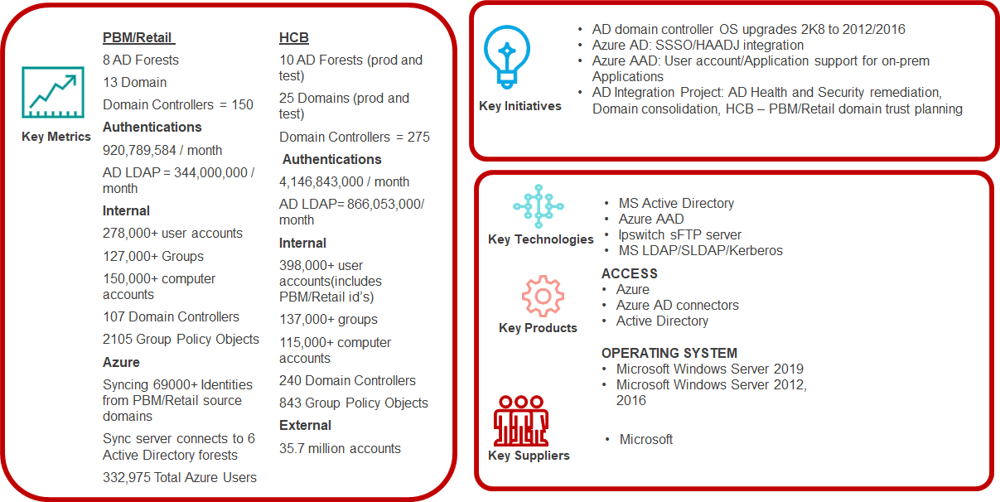 PBM/Retail
8 AD Forests
13 Domain
Domain Controllers = 150
Authentications
920,789,584 / month
AD LDAP = 344,000,000 /
month
Internal
278,000+ user accounts
127,000+ Groups
150,000+ computer
accounts
107 Domain Controllers
2105 Group Policy Objects
Azure
Syncing 69000+ Identities
from PBM/Retail source
domains
Sync server connects to 6
Active Directory forests
332,975 Total Azure Users
HCB
10 AD Forests (prod and
test)
25 Domains (prod and
test)
Domain Controllers = 275
Authentications
4,146,843,000 / month
AD LDAP= 866,053,000/
month
Internal
398,000+ user
accounts(includes
PBM/Retail id’s)
137,000+ groups
115,000+ computer
accounts
240 Domain Controllers
843 Group Policy Objects
External
35.7 million accounts
Key Metrics
• AD domain controller OS upgrades 2K8 to 2012/2016
• Azure AD: SSSO/HAADJ integration
• Azure AAD: User account/Application support for on-prem
Applications
• AD Integration Project: AD Health and Security remediation,
Domain consolidation, HCB – PBM/Retail domain trust planning
Key Initiatives
• MS Active Directory
• Azure AAD
• Ipswitch sFTP server
• MS LDAP/SLDAP/Kerberos
Key Technologies
ACCESS
• Azure
• Azure AD connectors
• Active Directory
Key Products
OPERATING SYSTEM
• Microsoft Windows Server 2019
• Microsoft Windows Server 2012,
2016
• Microsoft
Key Suppliers